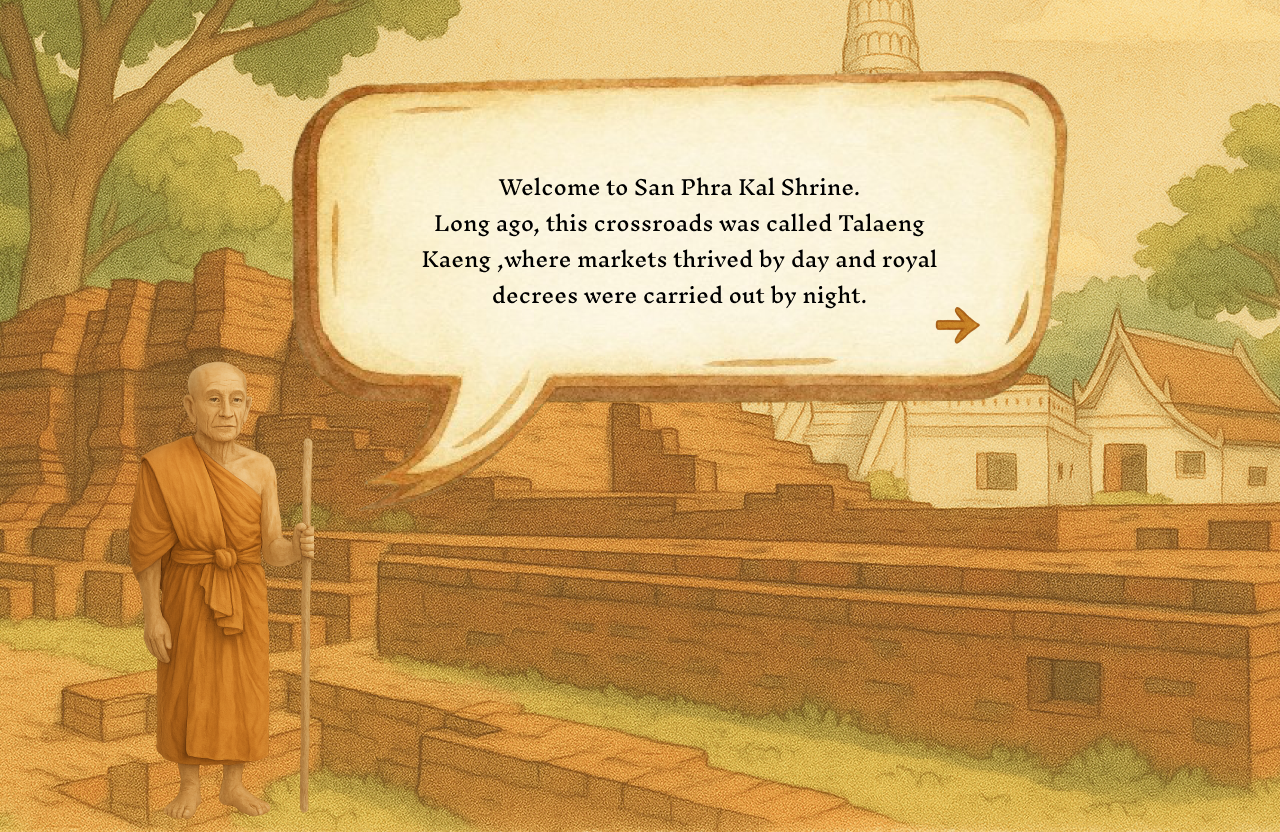 Welcome to San Phra Kal Shrine.
Long ago, this crossroads was called Talaeng
Kaeng ,where markets thrived by day and royal
decrees were carried out by night.